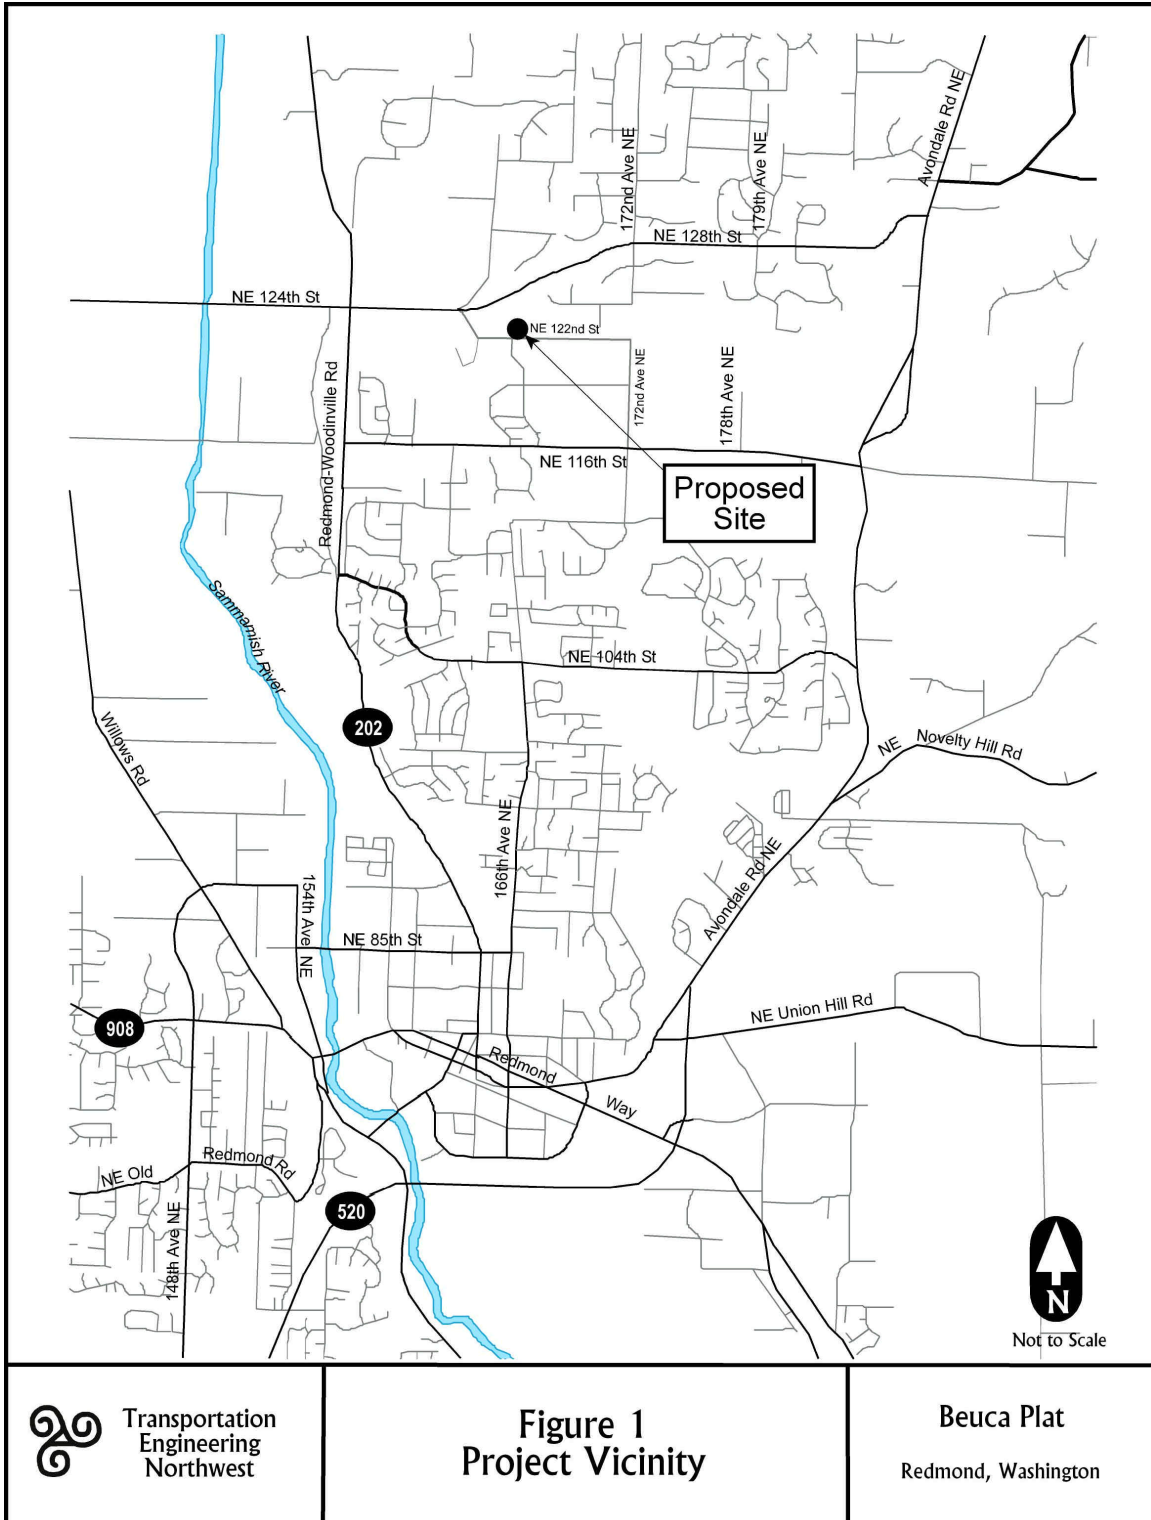 Avondale Rd NE
172nd Ave NE
179th Ave NE
NE 128th St
NE 124th St
NE 122nd St
172nd Ave NE
178th Ave NE
Redmond-Woodinville Rd
NE 116th St
Proposed
Site
Sammamish River
NE 104th St
202
Willows Rd
NE Novelty Hill Rd
166th Ave NE
Avondale Rd NE
154th Ave NE
NE 85th St
908
NE Union Hill Rd
Redmond Way
NE Old Redmond Rd
520
148th Ave NE
N
Not to Scale
Transportation
Engineering
Northwest
Figure 1
Project Vicinity
Beuca Plat
Redmond, Washington